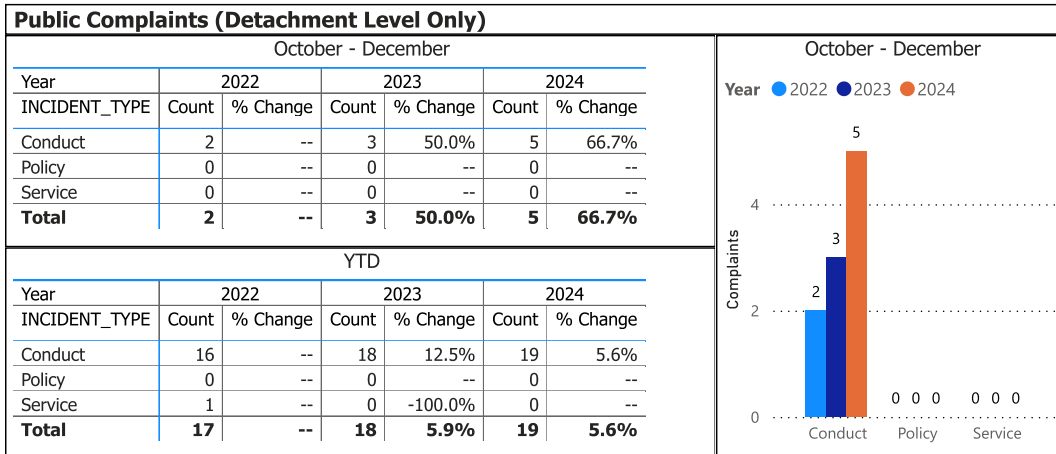 Public Complaints (Detachment Level Only)
October - December
Year 2022 2023 2024
INCIDENT_TYPE Count % Change Count % Change Count % Change
Conduct 2 -- 3 50.0% 5 66.7%
Policy 0 -- 0 -- 0 --
Service 0 -- 0 -- 0 --
Total 2 -- 3 50.0% 5 66.7%
YTD
Year 2022 2023 2024
INCIDENT_TYPE Count % Change Count % Change Count % Change
Conduct 16 -- 18 12.5% 19 5.6%
Policy 0 -- 0 -- 0 --
Service 1 -- 0 -100.0% 0 --
Total 17 -- 18 5.9% 19 5.6%
October - December
Year 2022 2023 2024
Complaints
5
4
3
2
2
0 0 0 0 0 0
0
Conduct Policy Service